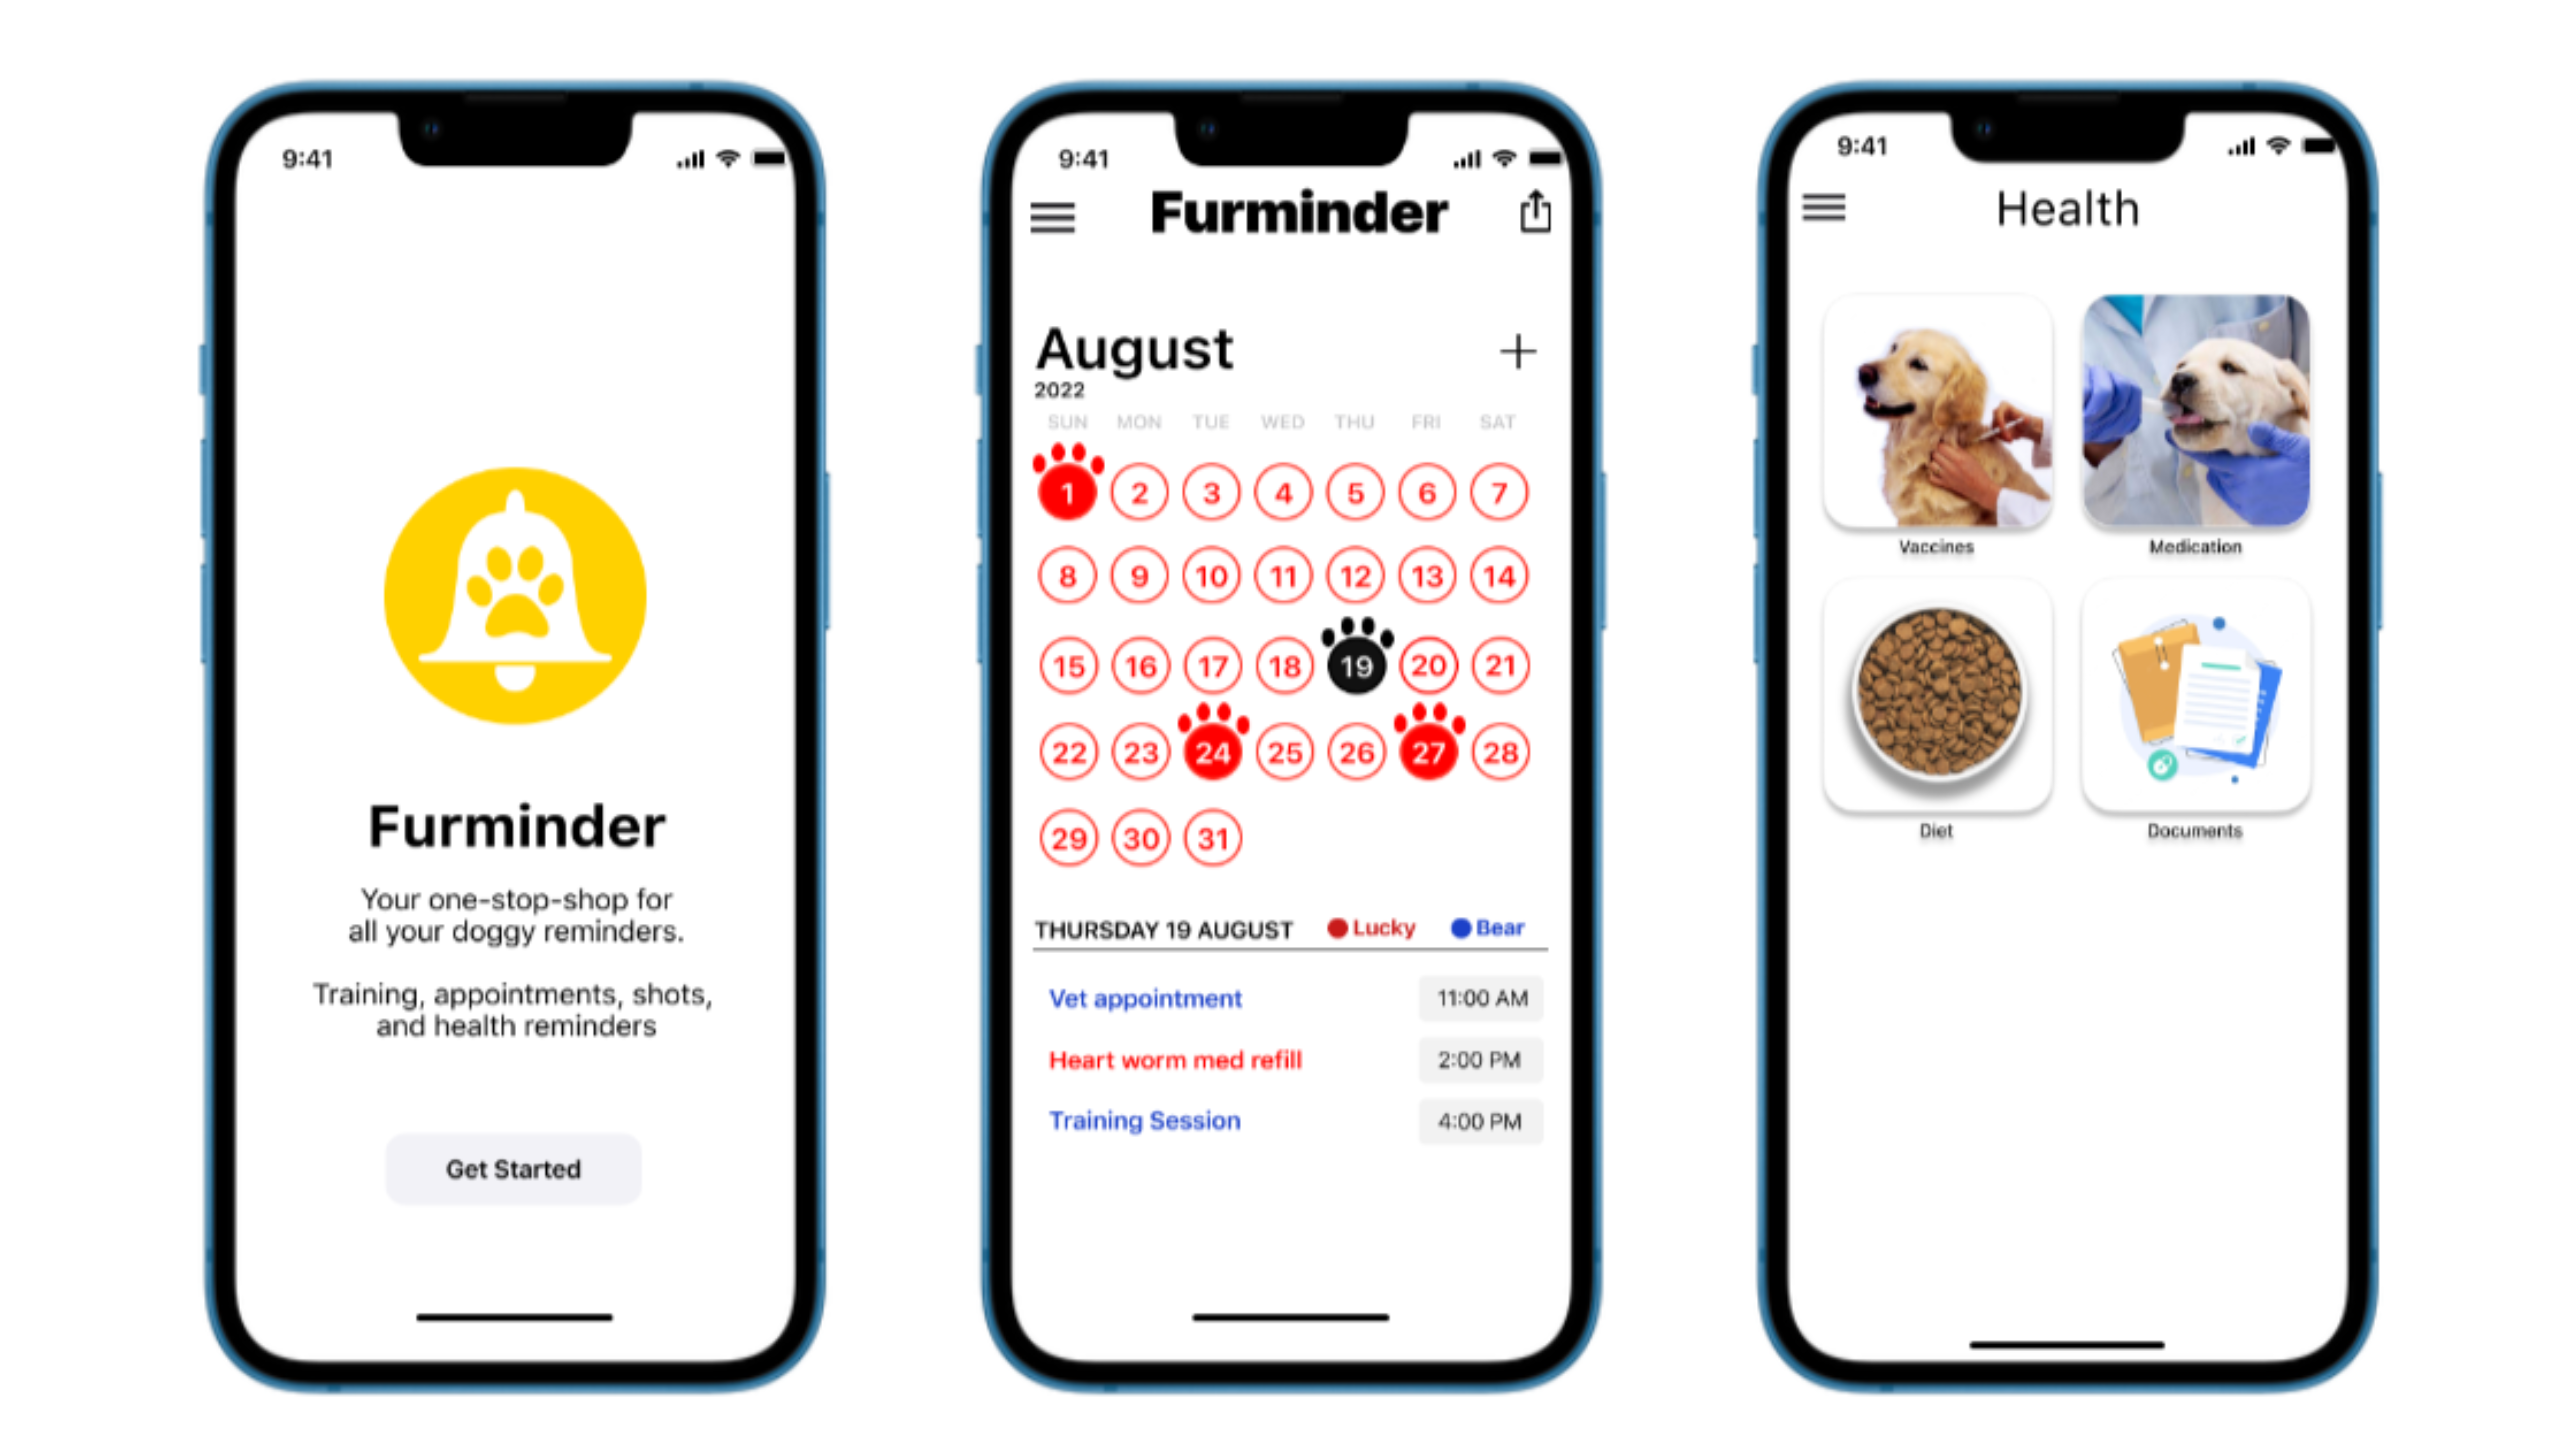 9:41
Furminder
Your one-stop-shop for
all your doggy reminders.
Training, appointments, shots,
and health reminders
Get Started
9:41
Furminder
August
2022
SUN MON TUE WED THU FRI SAT
1 2 3 4 5 6 7
8 9 10 11 12 13 14
15 16 17 18 19 20 21
22 23 24 25 26 27 28
29 30 31
THURSDAY 19 AUGUST Lucky Bear
Vet appointment 11:00 AM
Heart worm med refill 2:00 PM
Training Session 4:00 PM
9:41
Health
Vaccines Medication
Diet Documents